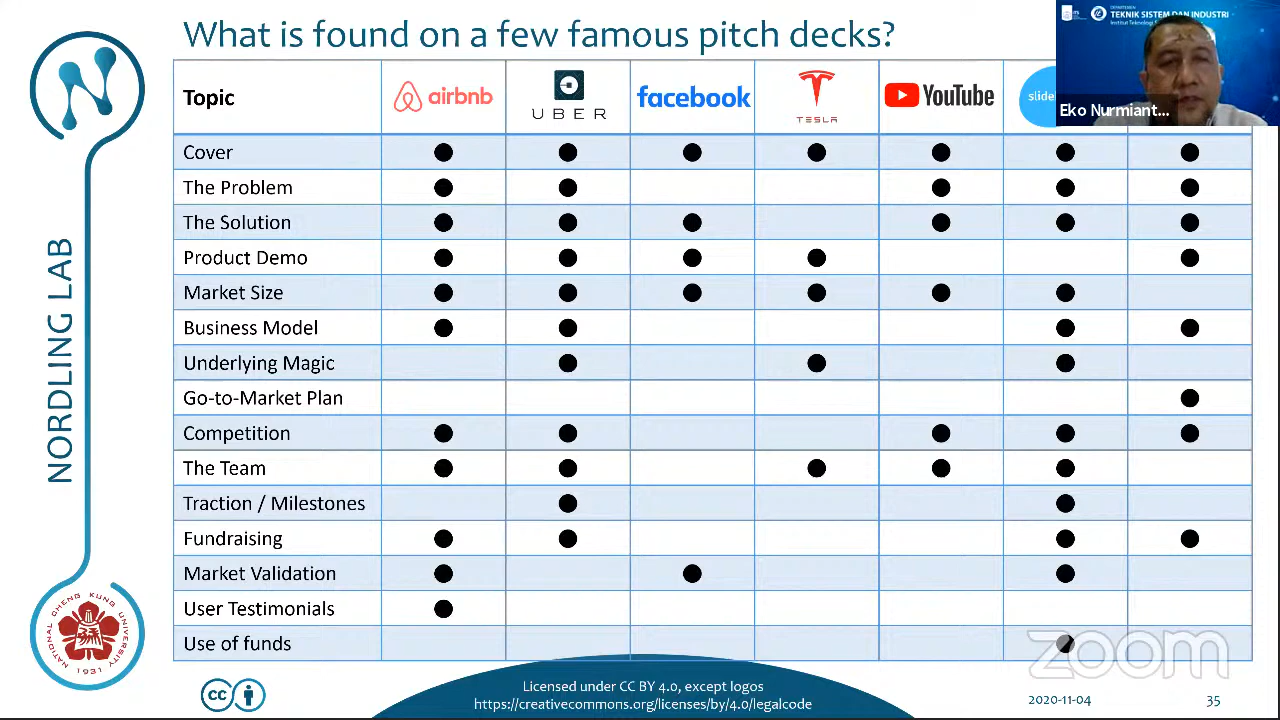 What is found on a few famous pitch decks?
TEKNIK SISTEM DAN INDUSTRI
Topic
airbnb
UBER
facebook
TESLA
YouTube
Eko Nurmiant...
Cover
The Problem
The Solution
Product Demo
Market Size
Business Model
Underlying Magic
Go-to-Market Plan
Competition
The Team
Traction / Milestones
Fundraising
Market Validation
User Testimonials
Use of funds
NORDLING LAB
NATIONAL CHENG KUNG UNIVERSITY
1931
zoom
cc
Licensed under CC BY 4.0, except logos
https://creativecommons.org/licenses/by/4.0/legalcode
2020-11-04
35